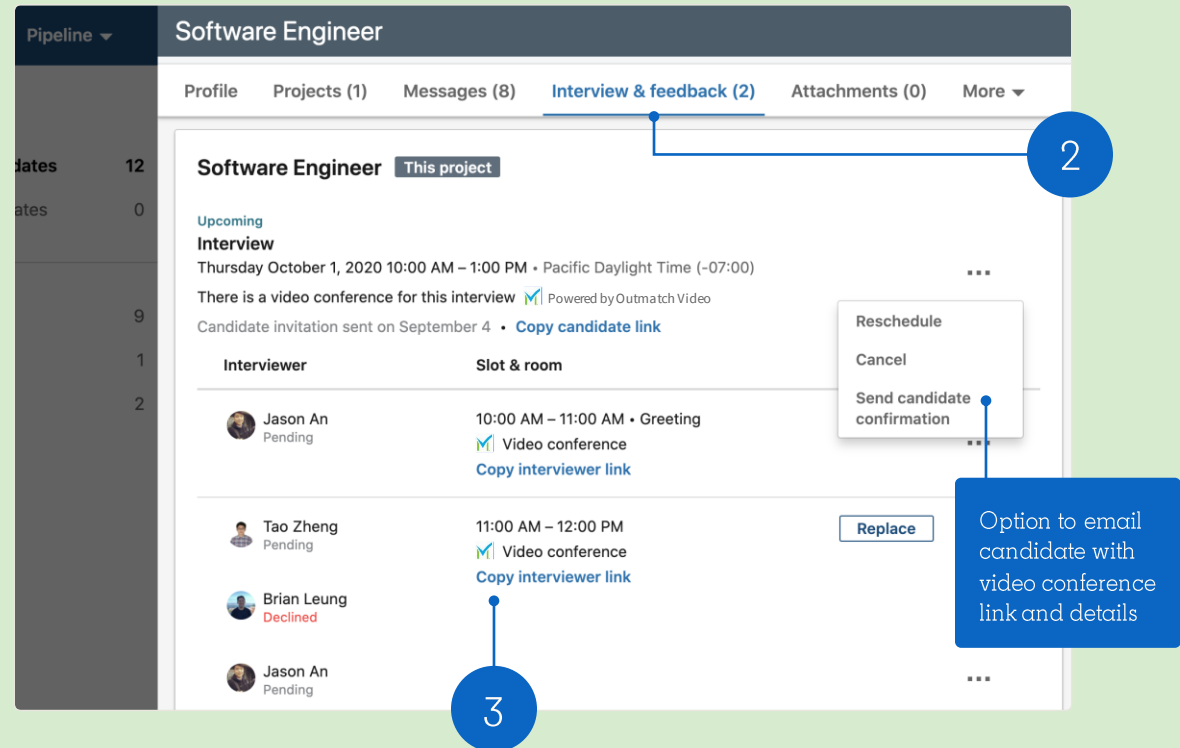 Pipeline
Software Engineer
Profile Projects (1) Messages (8) Interview & feedback (2) Attachments (0) More
2
dates 12
ates 0
9
1
2
Software Engineer This project
Upcoming
Interview
Thursday October 1, 2020 10:00 AM – 1:00 PM • Pacific Daylight Time (-07:00)
There is a video conference for this interview Powered by Outmatch Video
Candidate invitation sent on September 4 • Copy candidate link
Reschedule
Cancel
Send candidate
confirmation
Interviewer Slot & room
Jason An 10:00 AM – 11:00 AM • Greeting
Pending
Video conference
Copy interviewer link
Tao Zheng 11:00 AM – 12:00 PM Replace
Pending
Video conference
Copy interviewer link
Brian Leung
Declined
Jason An
Pending
3
Option to email
candidate with
video conference
link and details